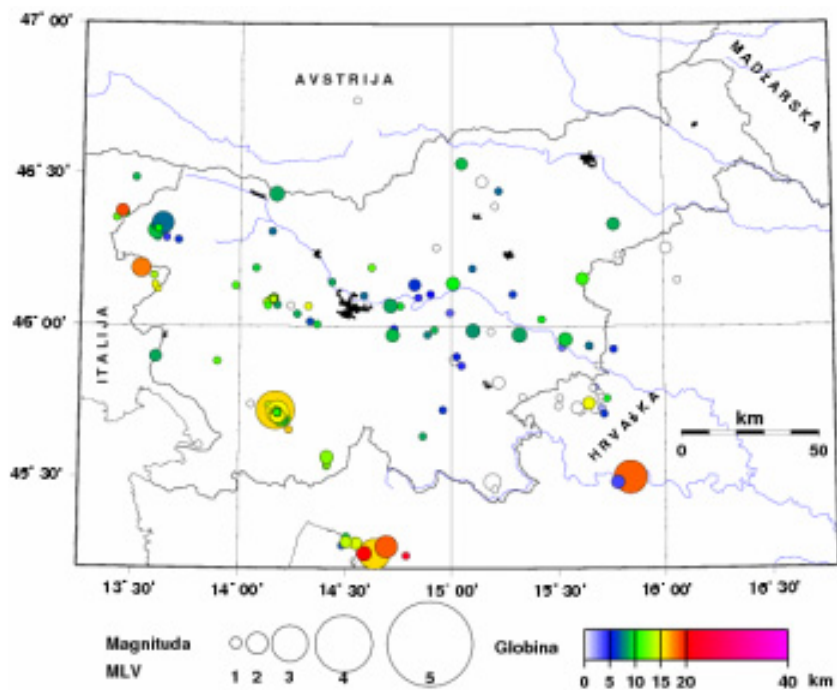 47° 00'
AVSTRIJA
MADŽARSKA
46° 30'
46° 00'
ITALIJA
HRVAŠKA
km
0 50
45° 30'
13° 30' 14° 00' 14° 30' 15° 00' 15° 30' 16° 00' 16° 30'
Magnituda
MLV
1 2 3 4 5
Globina
0 5 10 15 20 40 km